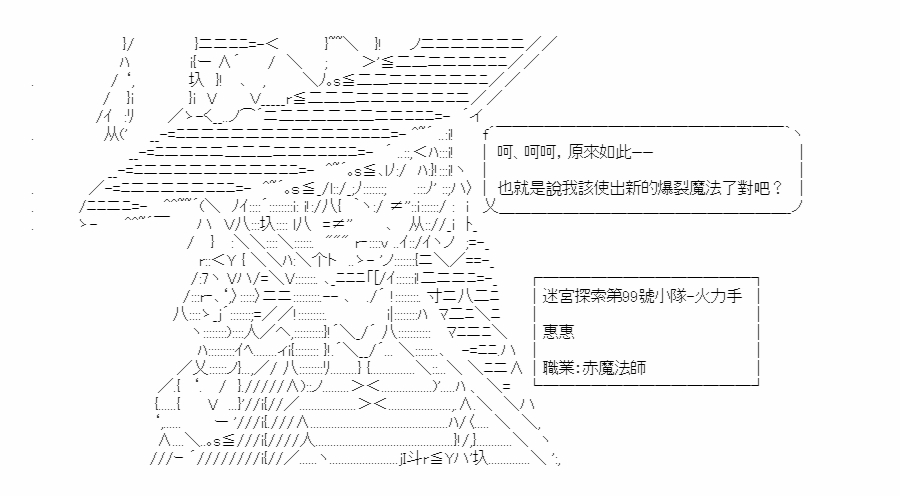 呵、呵呵，原來如此──
也就是說我該使出新的爆裂魔法了對吧？
迷宮探索第99號小隊-火力手
惠惠
職業：赤魔法師